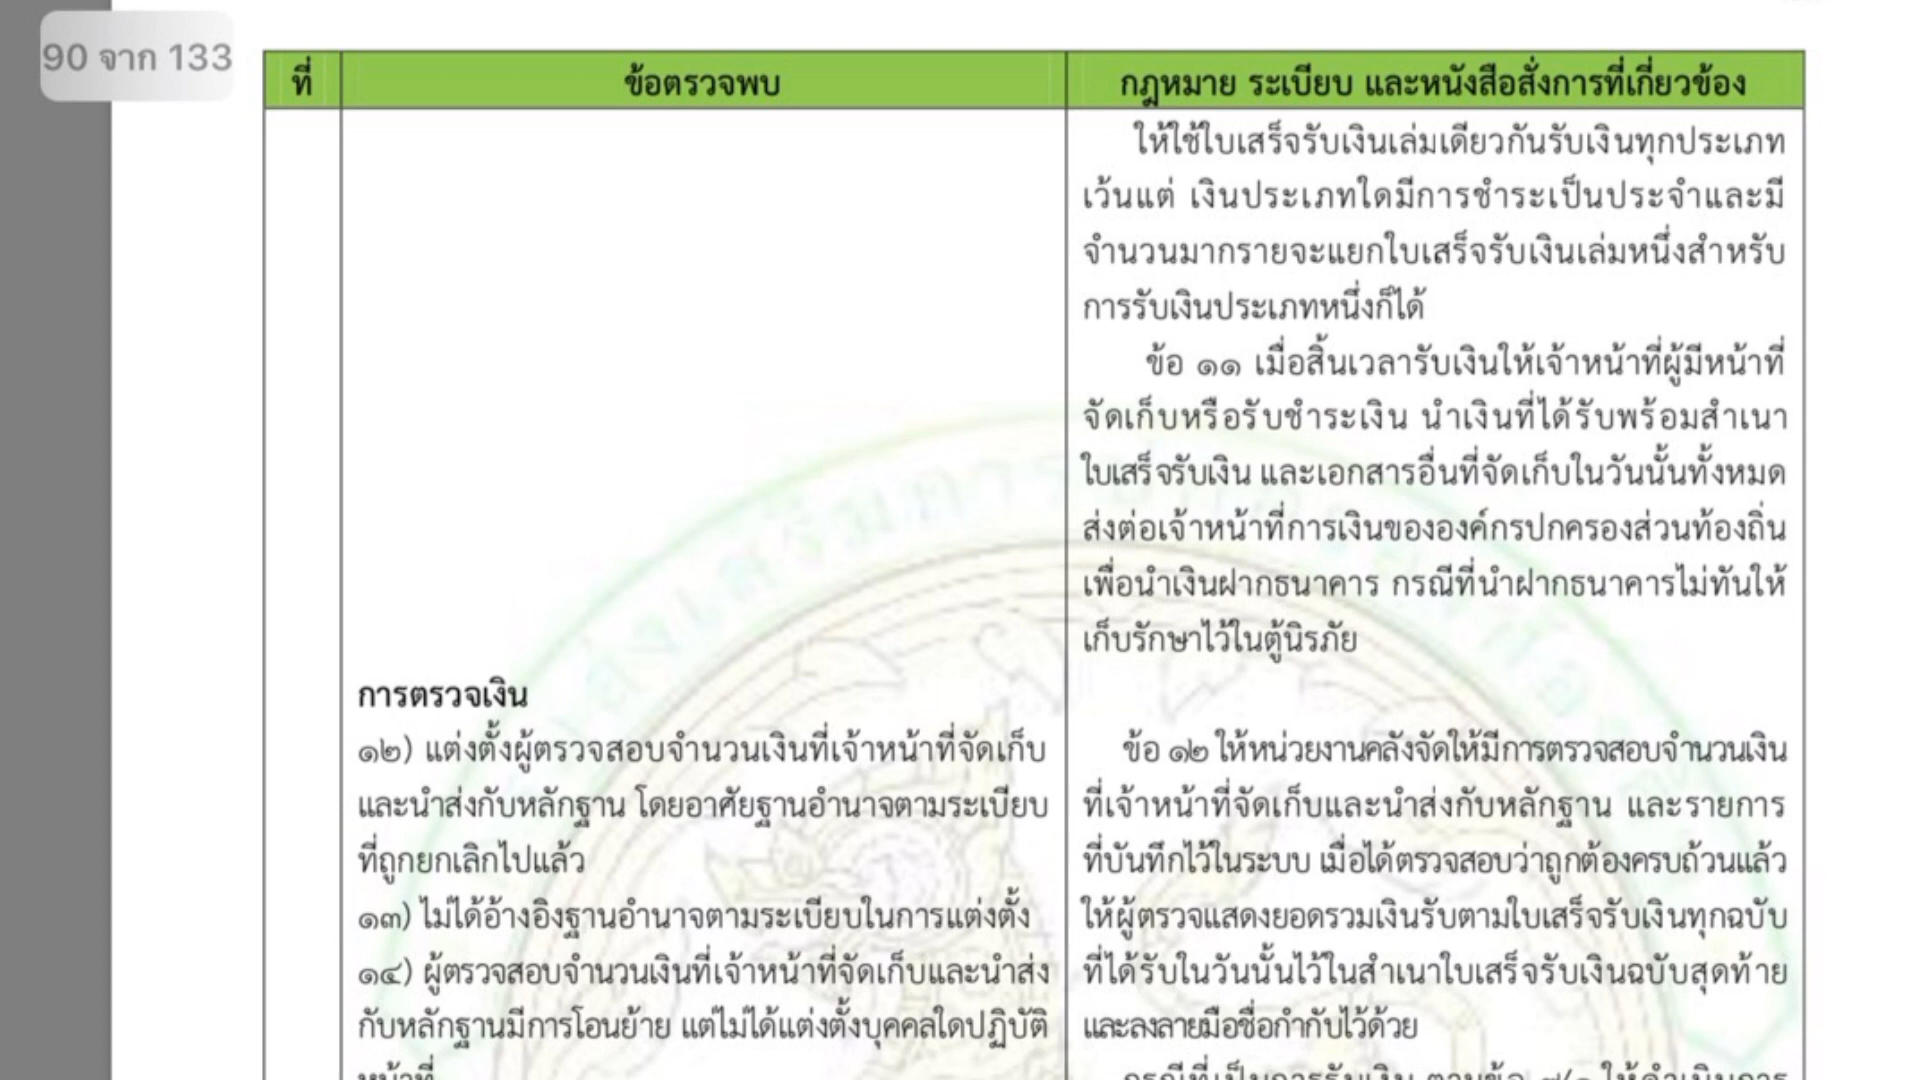 90 จาก 133
ที่
ข้อตรวจพบ
กฎหมาย ระเบียบ และหนังสือสั่งการที่เกี่ยวข้อง
ให้ใช้ใบเสร็จรับเงินเล่มเดียวกันรับเงินทุกประเภท
เว้นแต่ เงินประเภทใดมีการชำระเป็นประจำและมี
จำนวนมากรายจะแยกใบเสร็จรับเงินเล่มหนึ่งสำหรับ
การรับเงินประเภทหนึ่งก็ได้
ข้อ ๑๑ เมื่อสิ้นเวลารับเงินให้เจ้าหน้าที่ผู้มีหน้าที่
จัดเก็บหรือรับชำระเงิน นำเงินที่ได้รับพร้อมสำเนา
ใบเสร็จรับเงิน และเอกสารอื่นที่จัดเก็บในวันนั้นทั้งหมด
ส่งต่อเจ้าหน้าที่การเงินขององค์กรปกครองส่วนท้องถิ่น
เพื่อนำเงินฝากธนาคาร กรณีที่นำฝากธนาคารไม่ทันให้
เก็บรักษาไว้ในตู้นิรภัย
การตรวจเงิน
๑๒) แต่งตั้งผู้ตรวจสอบจำนวนเงินที่เจ้าหน้าที่จัดเก็บ
และนำส่งกับหลักฐาน โดยอาศัยฐานอำนาจตามระเบียบ
ที่ถูกยกเลิกไปแล้ว
๑๓) ไม่ได้อ้างอิงฐานอำนาจตามระเบียบในการแต่งตั้ง
๑๔) ผู้ตรวจสอบจำนวนเงินที่เจ้าหน้าที่จัดเก็บและนำส่ง
กับหลักฐานมีการโอนย้าย แต่ไม่ได้แต่งตั้งบุคคลใดปฏิบัติ
หน้าที่
ข้อ ๑๒ ให้หน่วยงานคลังจัดให้มีการตรวจสอบจำนวนเงิน
ที่เจ้าหน้าที่จัดเก็บและนำส่งกับหลักฐาน และรายการ
ที่บันทึกไว้ในระบบ เมื่อได้ตรวจสอบว่าถูกต้องครบถ้วนแล้ว
ให้ผู้ตรวจแสดงยอดรวมเงินรับตามใบเสร็จรับเงินทุกฉบับ
ที่ได้รับในวันนั้นไว้ในสำเนาใบเสร็จรับเงินฉบับสุดท้าย
และลงลายมือชื่อกำกับไว้ด้วย
กรณีที่เป็นการรับเงิน ตามข้อ ให้ดำเนินการ